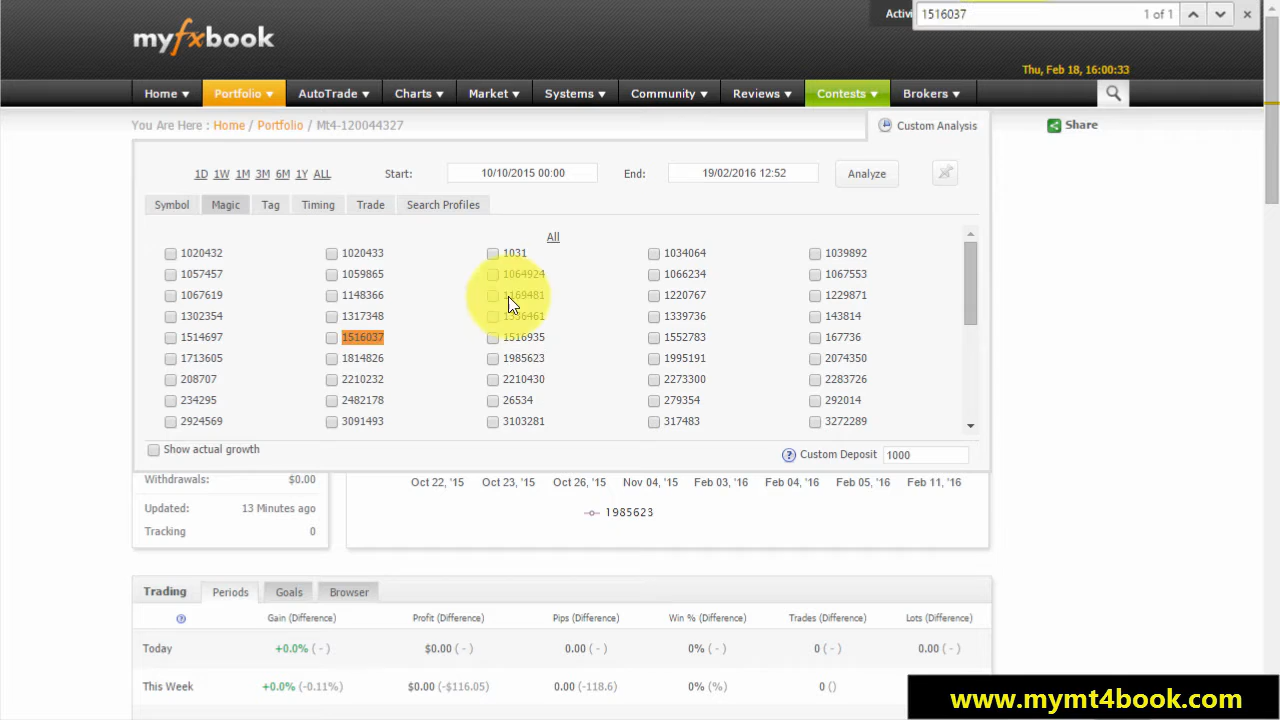 Activi
1516037 1 of 1
myfxbook
Thu, Feb 18, 16:00:33
Home Portfolio AutoTrade Charts Market Systems Community Reviews Contests Brokers
You Are Here : Home / Portfolio / Mt4-120044327
Custom Analysis
Share
1D 1W 1M 3M 6M 1Y ALL Start: 10/10/2015 00:00 End: 19/02/2016 12:52 Analyze
Symbol Magic Tag Timing Trade Search Profiles
All
1020432 1020433 1031 1034064 1039892
1057457 1059865 1064924 1066234 1067553
1067619 1148366 1169481 1220767 1229871
1302354 1317348 1336461 1339736 143814
1514697 1516037 1516935 1552783 167736
1713605 1814826 1985623 1995191 2074350
208707 2210232 2210430 2273300 2283726
234295 2482178 26534 279354 292014
2924569 3091493 3103281 317483 3272289
Show actual growth
Custom Deposit 1000
Withdrawals: $0.00
Updated: 13 Minutes ago
Tracking 0
Oct 22, '15 Oct 23, '15 Oct 26, '15 Nov 04, '15 Feb 03, '16 Feb 04, '16 Feb 05, '16 Feb 11, '16
1985623
Trading Periods Goals Browser
Gain (Difference) Profit (Difference) Pips (Difference) Win % (Difference) Trades (Difference) Lots (Difference)
Today +0.0% ( - ) $0.00 ( - ) 0.00 ( - ) 0% ( - ) 0 ( - ) 0.00 ( - )
This Week +0.0% (-0.11%) $0.00 (-$116.05) 0.00 (-118.6) 0% (%) 0 ()
www.mymt4book.com